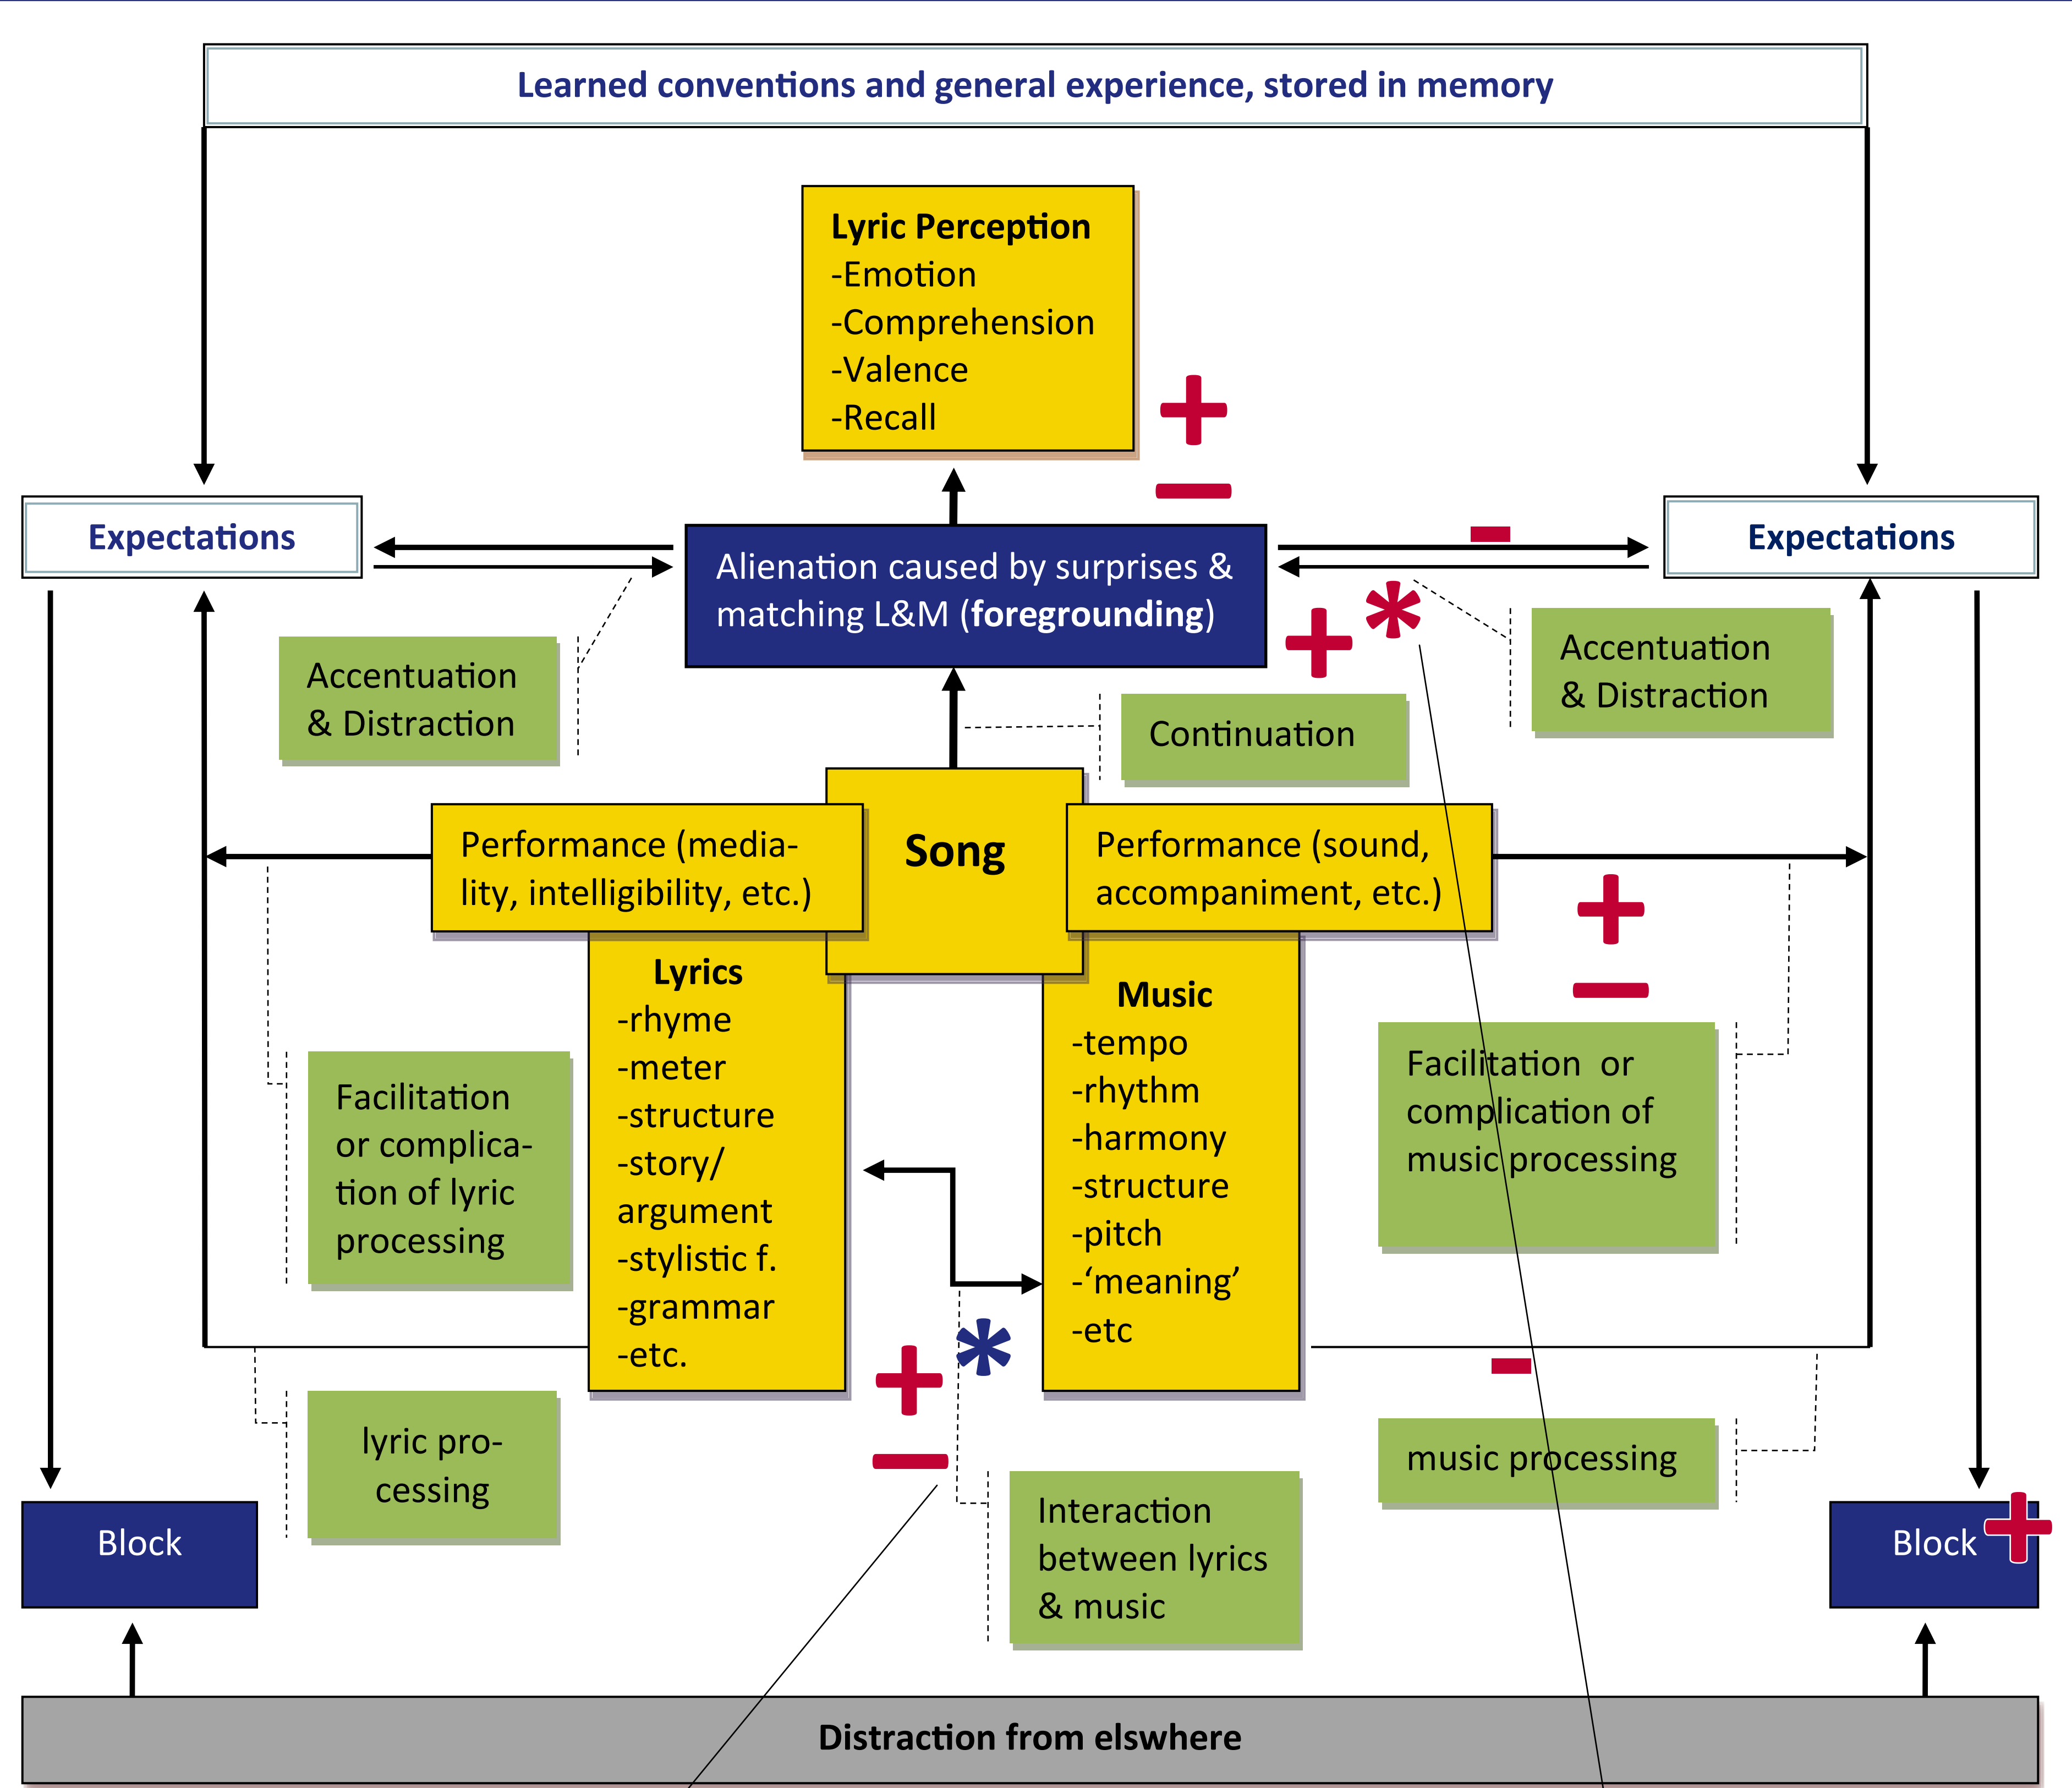 Learned conventions and general experience, stored in memory
Lyric Perception
-Emotion
-Comprehension
-Valence
-Recall
+
–
Expectations
Alienation caused by surprises &
matching L&M (foregrounding)
-
Expectations
+ *
Accentuation
& Distraction
Continuation
Accentuation
& Distraction
Performance (media-
lity, intelligibility, etc.)
Song
Performance (sound,
accompaniment, etc.)
+
–
Lyrics
-rhyme
-meter
-structure
-story/
argument
-stylistic f.
-grammar
-etc.
Music
-tempo
-rhythm
-harmony
-structure
-pitch
-‘meaning’
-etc
Facilitation
or complica-
tion of lyric
processing
Facilitation or
complication of
music processing
+ *
–
-
lyric pro-
cessing
music processing
Interaction
between lyrics
& music
Block
Block +
Distraction from elswhere